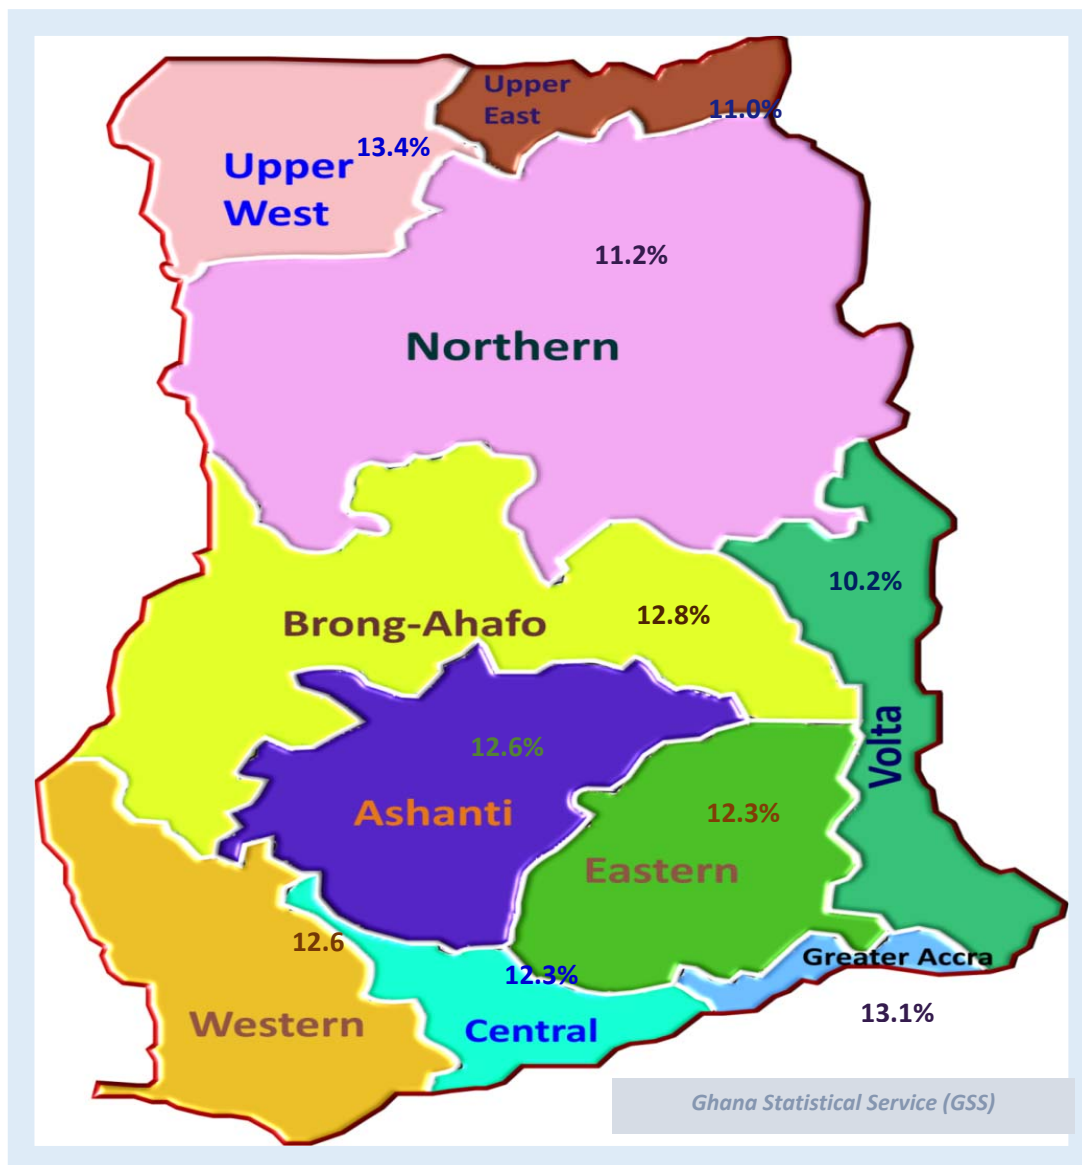 Upper
East
11.0%
13.4%
Upper
West
11.2%
Northern
10.2%
12.8%
Brong-Ahafo
Volta
12.6%
Ashanti
12.3%
Eastern
12.6
12.3%
Greater Accra
13.1%
Western
Central
Ghana Statistical Service (GSS)